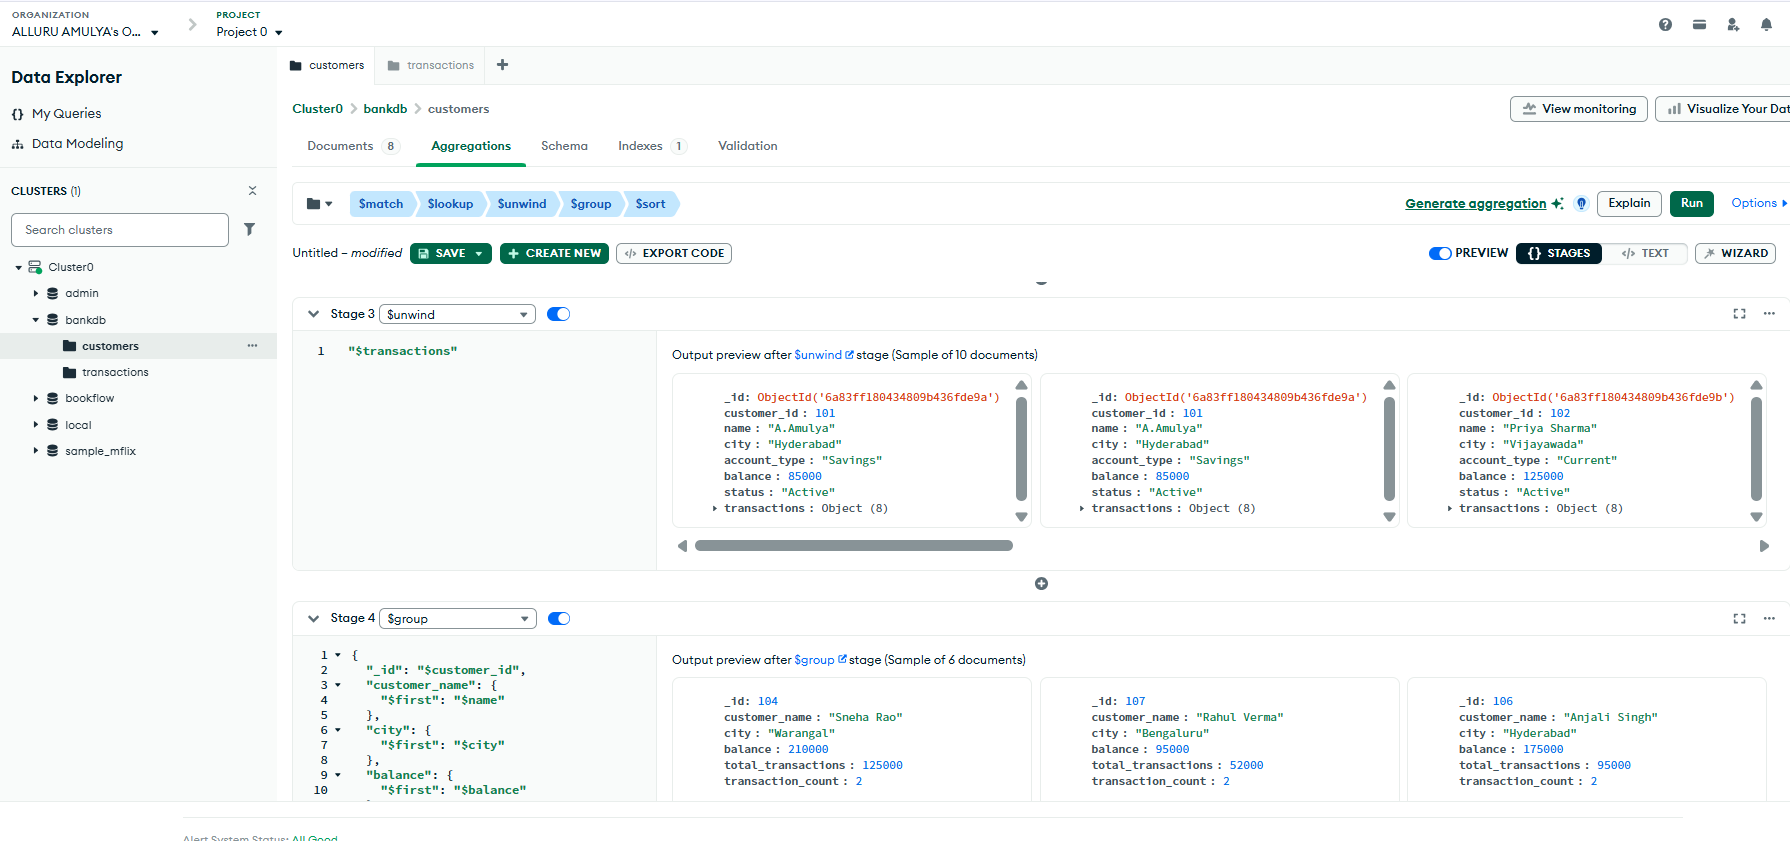 ORGANIZATION
ALLURU AMULYA's O...
PROJECT
Project 0
Data Explorer
My Queries
Data Modeling
CLUSTERS (1)
Search clusters
Cluster0
admin
bankdb
customers
transactions
bookflow
local
sample_mflix
customers
transactions
Cluster0 > bankdb > customers
View monitoring
Visualize Your Dat
Documents 8
Aggregations
Schema
Indexes 1
Validation
$match $lookup $unwind $group $sort
Generate aggregation
Explain
Run
Options
Untitled – modified
SAVE
CREATE NEW
</> EXPORT CODE
PREVIEW
{} STAGES
</> TEXT
WIZARD
Stage 3 $unwind
1 "$transactions"
Output preview after $unwind stage (Sample of 10 documents)
_id: ObjectId('6a83ff180434809b436fde9a')
customer_id : 101
name : "A.Amulya"
city : "Hyderabad"
account_type : "Savings"
balance : 85000
status : "Active"
transactions : Object (8)
_id: ObjectId('6a83ff180434809b436fde9a')
customer_id : 101
name : "A.Amulya"
city : "Hyderabad"
account_type : "Savings"
balance : 85000
status : "Active"
transactions : Object (8)
_id: ObjectId('6a83ff180434809b436fde9b')
customer_id : 102
name : "Priya Sharma"
city : "Vijayawada"
account_type : "Current"
balance : 125000
status : "Active"
transactions : Object (8)
Stage 4 $group
1 {
2 "_id": "$customer_id",
3 "customer_name": {
4 "$first": "$name"
5 },
6 "city": {
7 "$first": "$city"
8 },
9 "balance": {
10 "$first": "$balance"
Output preview after $group stage (Sample of 6 documents)
_id: 104
customer_name : "Sneha Rao"
city : "Warangal"
balance : 210000
total_transactions : 125000
transaction_count : 2
_id: 107
customer_name : "Rahul Verma"
city : "Bengaluru"
balance : 95000
total_transactions : 52000
transaction_count : 2
_id: 106
customer_name : "Anjali Singh"
city : "Hyderabad"
balance : 175000
total_transactions : 95000
transaction_count : 2
Alert System Status: All Good